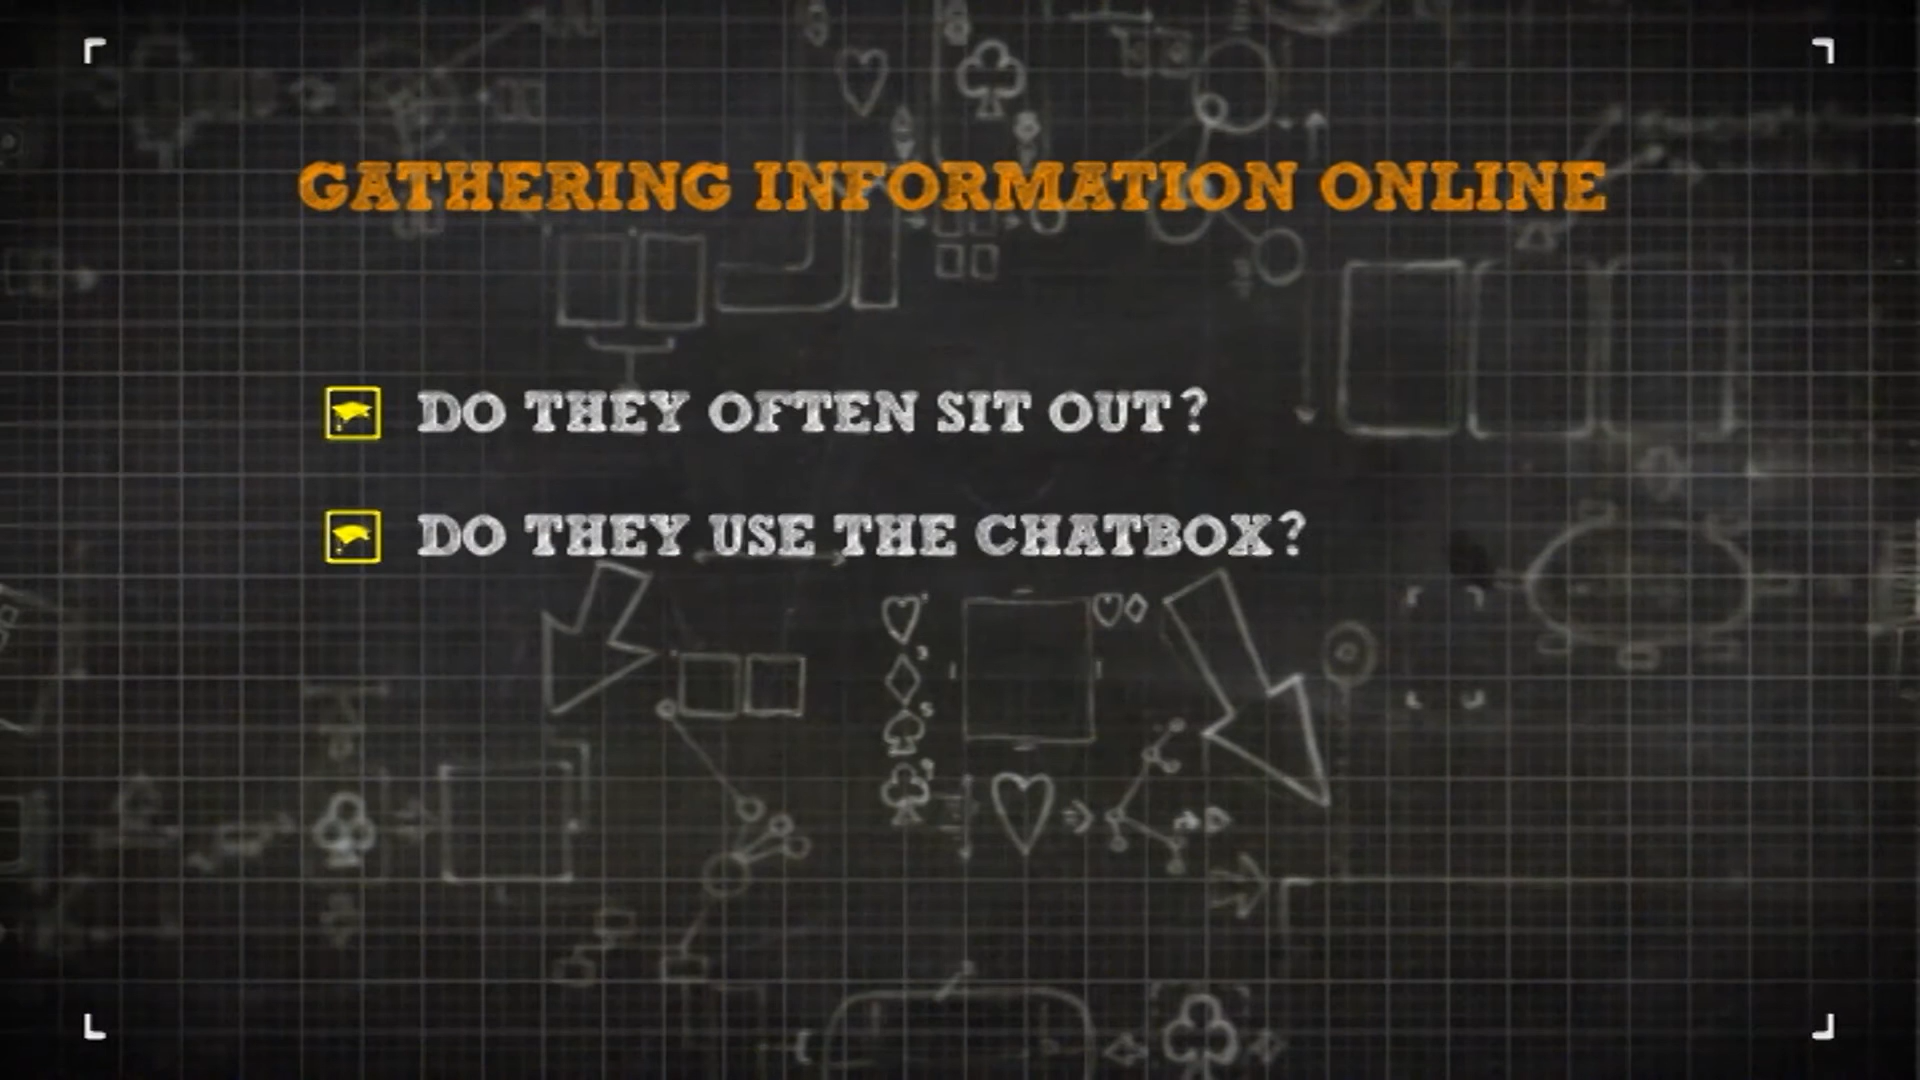 GATHERING INFORMATION ONLINE
DO THEY OFTEN SIT OUT?
DO THEY USE THE CHATBOX?